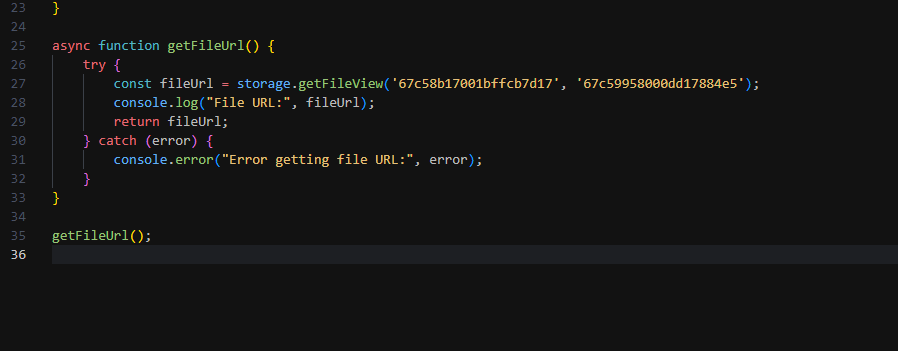 23 }
24
25 async function getFileUrl() {
26     try {
27         const fileUrl = storage.getFileView('67c58b17001bffcb7d17', '67c59958000dd17884e5');
28         console.log("File URL:", fileUrl);
29         return fileUrl;
30     } catch (error) {
31         console.error("Error getting file URL:", error);
32     }
33 }
34
35 getFileUrl();
36